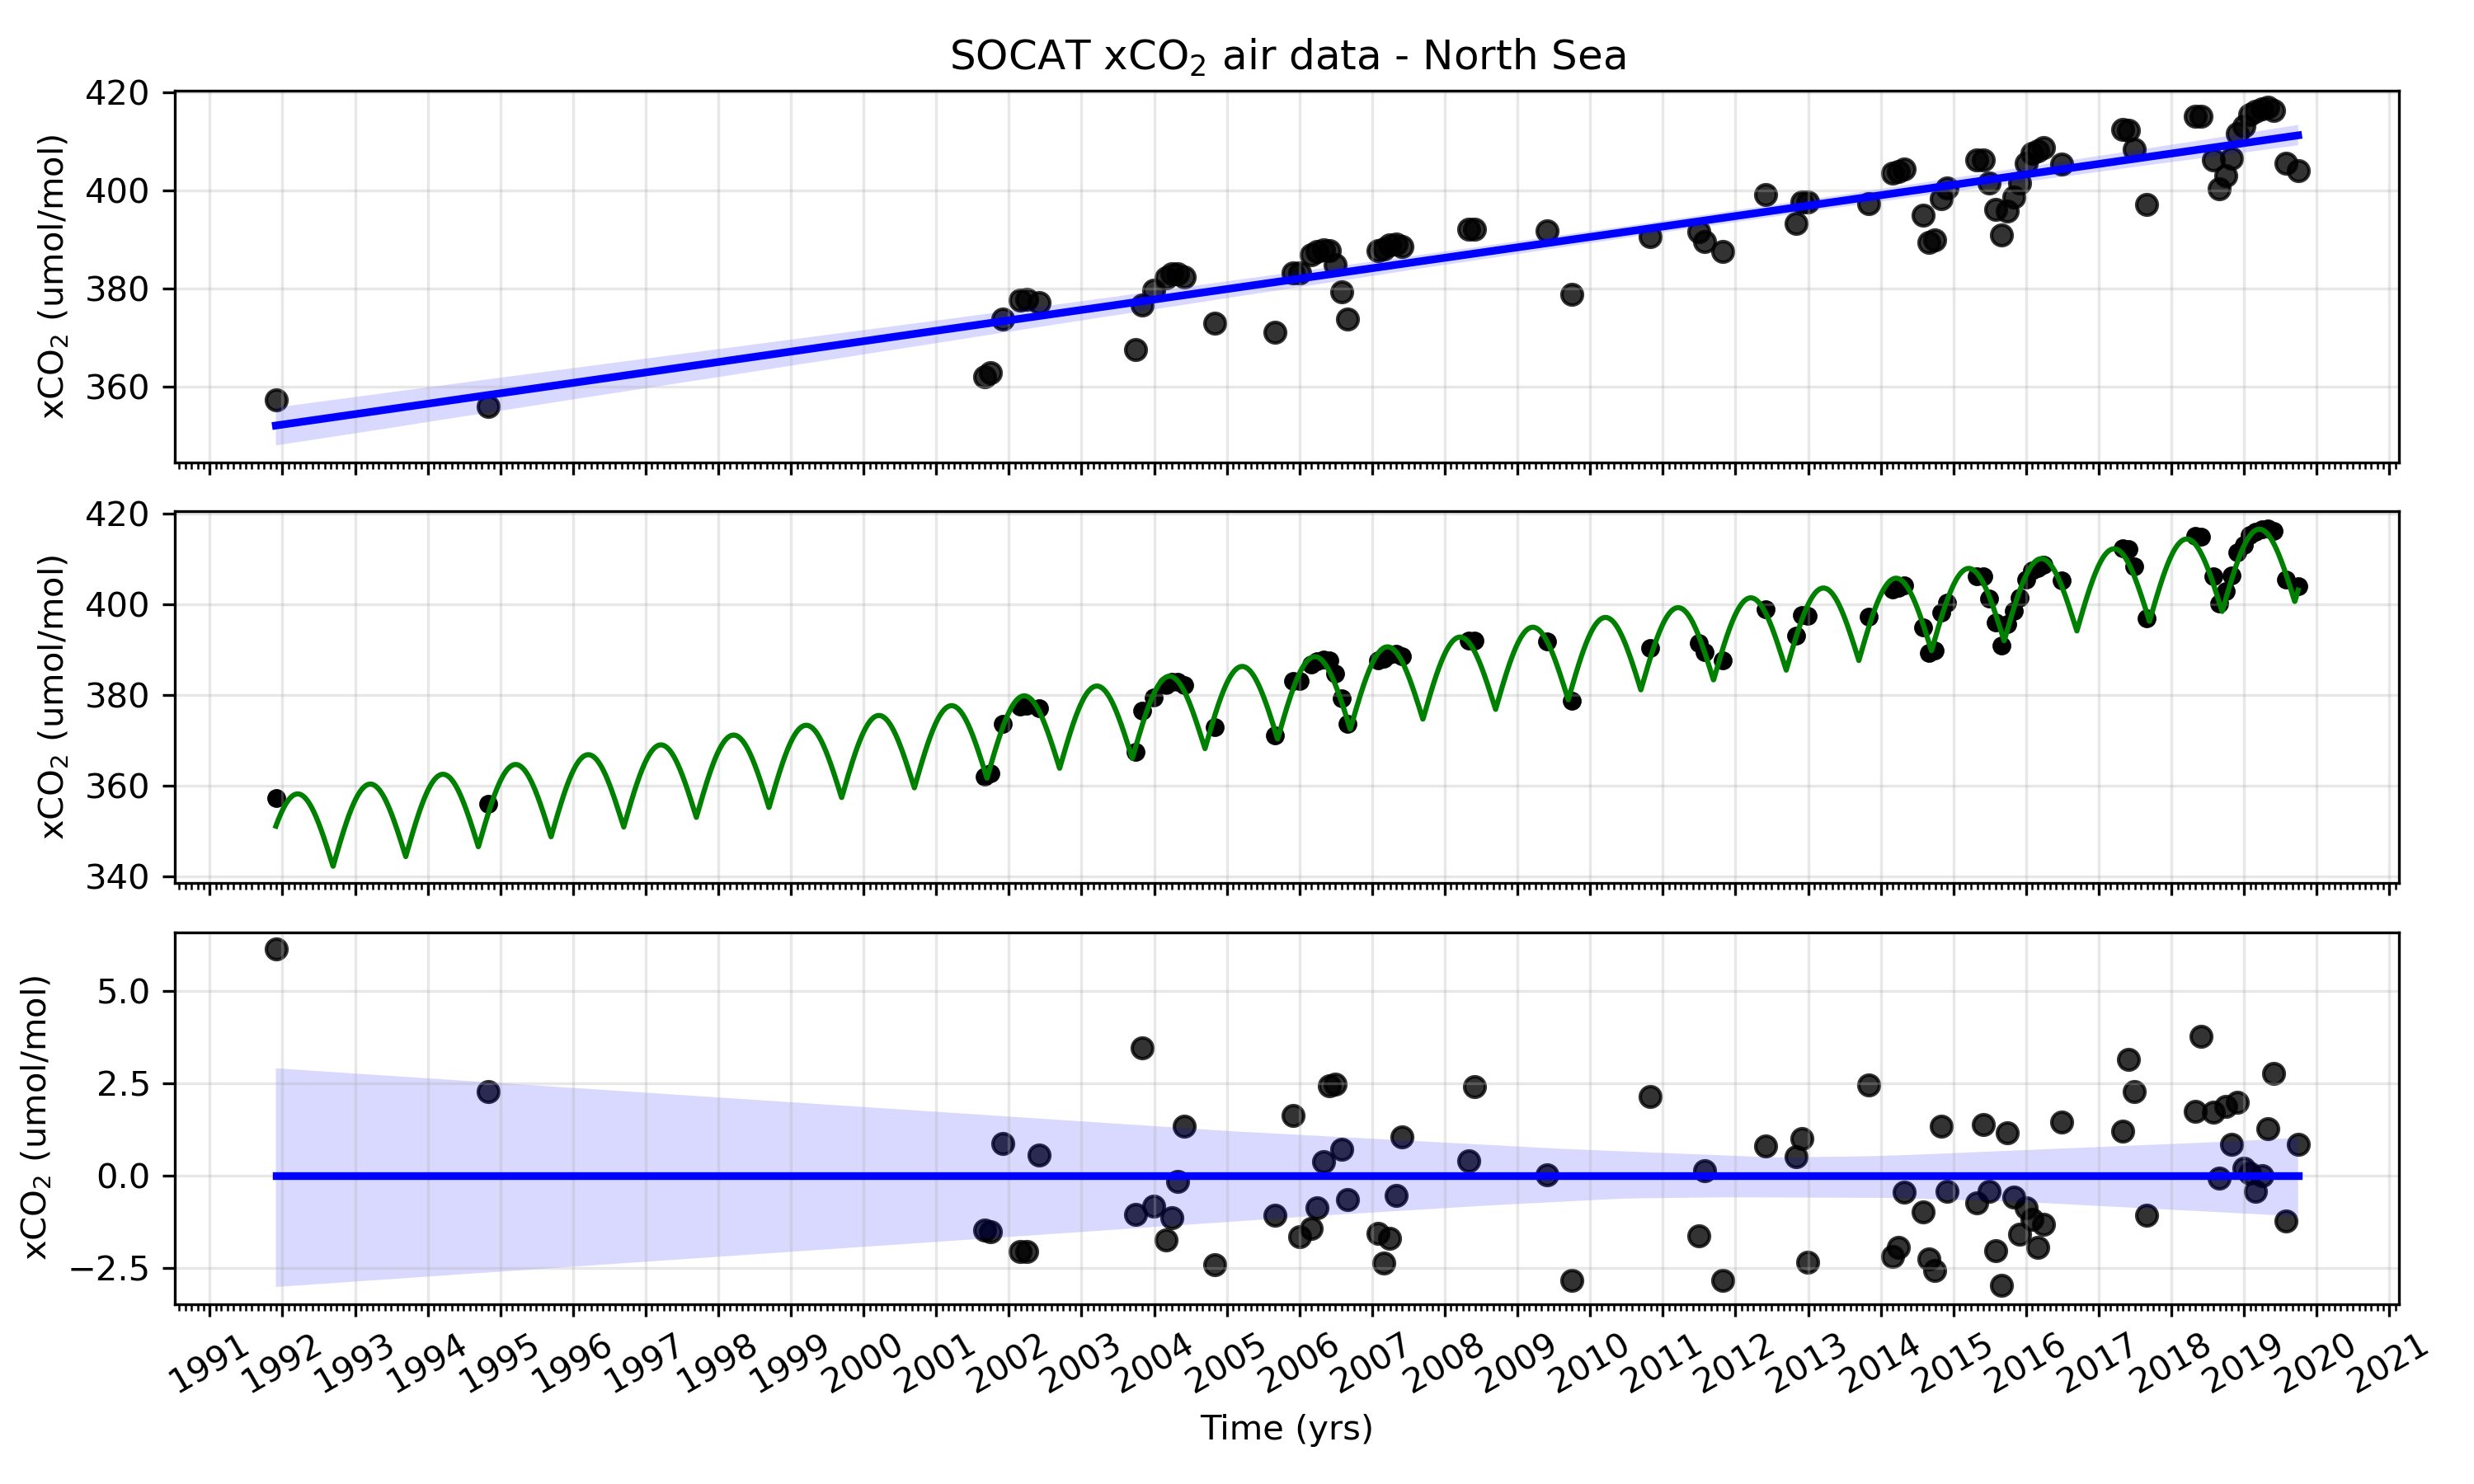 SOCAT xCO₂ air data - North Sea
xCO₂ (umol/mol)
420
400
380
360
xCO₂ (umol/mol)
420
400
380
360
340
xCO₂ (umol/mol)
5.0
2.5
0.0
−2.5
1991 1992 1993 1994 1995 1996 1997 1998 1999 2000 2001 2002 2003 2004 2005 2006 2007 2008 2009 2010 2011 2012 2013 2014 2015 2016 2017 2018 2019 2020 2021
Time (yrs)